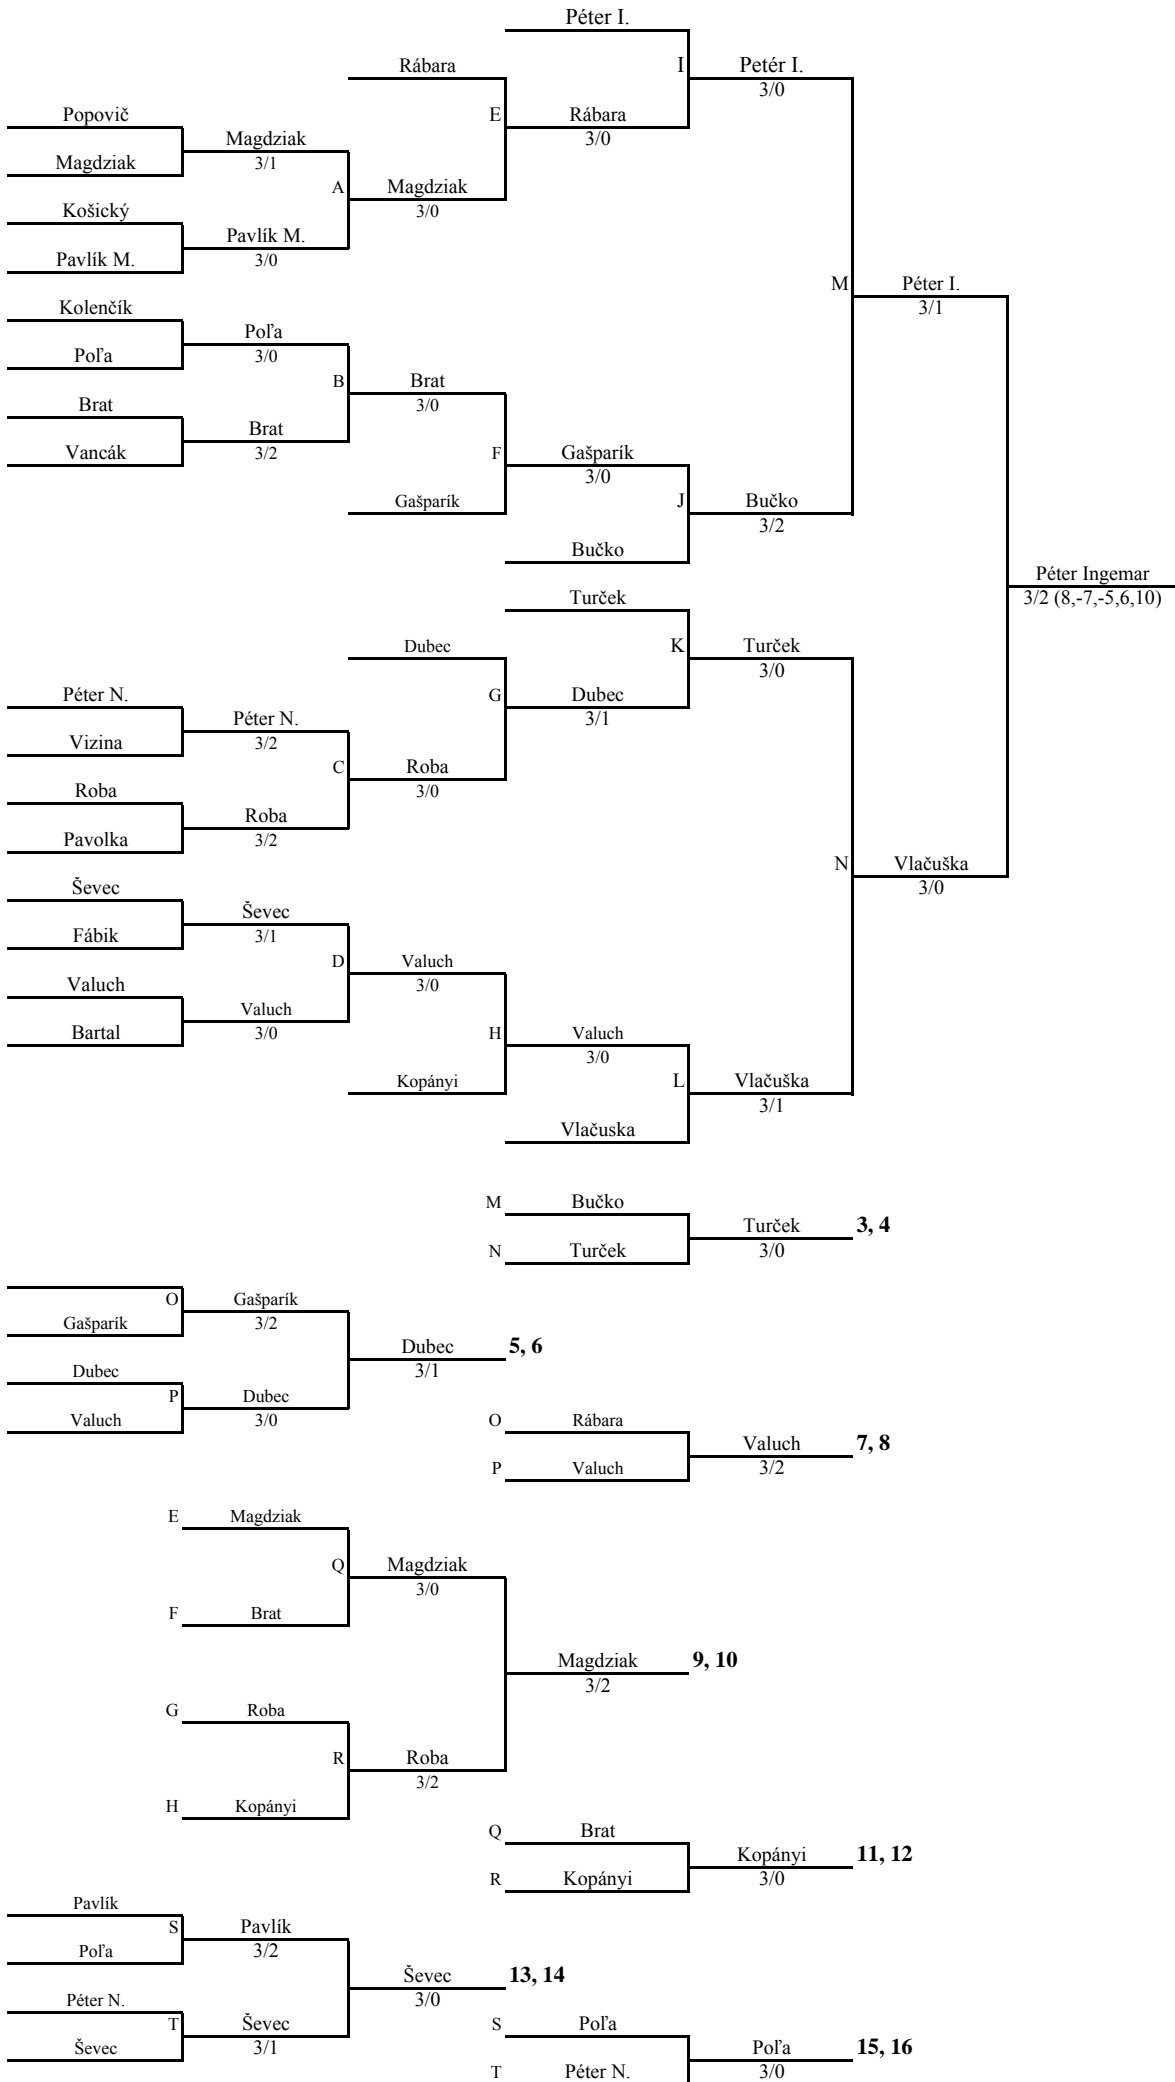 Péter I.
Rábara
I
Petér I.
3/0
Popovič
E
Rábara
3/0
Magdziak
3/1
Magdziak
A
Magdziak
3/0
Košický
Pavlík M.
3/0
Pavlík M.
M
Péter I.
3/1
Kolenčík
Poľa
3/0
Poľa
B
Brat
3/0
Brat
Brat
3/2
Vancák
F
Gašparík
3/0
Gašparík
J
Bučko
3/2
Bučko
Péter Ingemar
3/2 (8,-7,-5,6,10)
Turček
Dubec
K
Turček
3/0
Péter N.
G
Dubec
3/1
Péter N.
3/2
Vizina
C
Roba
3/0
Roba
Roba
3/2
Pavolka
N
Vlačuška
3/0
Ševec
Ševec
3/1
Fábik
D
Valuch
3/0
Valuch
Valuch
3/0
Bartal
H
Valuch
3/0
Kopányi
L
Vlačuška
3/1
Vlačuska
M
Bučko
Turček
3/0
3, 4
N
Turček
O
Gašparík
3/2
Gašparík
Dubec
3/1
5, 6
Dubec
P
Dubec
3/0
Valuch
O
Rábara
Valuch
3/2
7, 8
P
Valuch
E
Magdziak
Q
Magdziak
3/0
F
Brat
Magdziak
3/2
9, 10
G
Roba
R
Roba
3/2
H
Kopányi
Q
Brat
Kopányi
3/0
11, 12
R
Kopányi
Pavlík
S
Pavlík
3/2
Poľa
Ševec
3/0
13, 14
Péter N.
T
Ševec
3/1
Ševec
S
Poľa
Poľa
3/0
15, 16
T
Péter N.